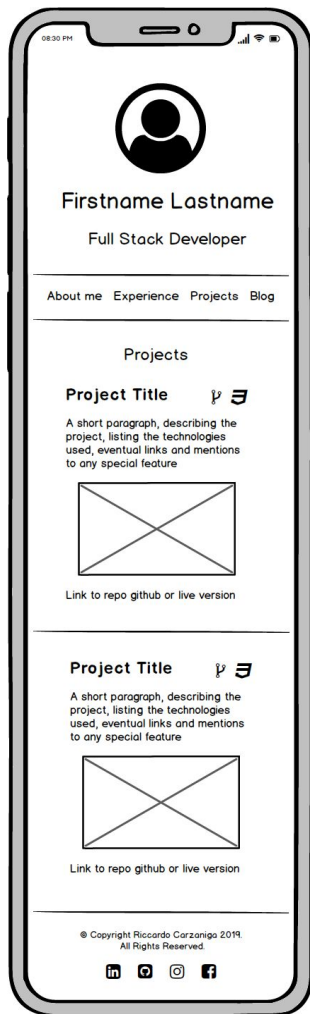 08:30 PM
Firstname Lastname
Full Stack Developer
About me Experience Projects Blog
Projects
Project Title
A short paragraph, describing the
project, listing the technologies
used, eventual links and mentions
to any special feature
Link to repo github or live version
Project Title
A short paragraph, describing the
project, listing the technologies
used, eventual links and mentions
to any special feature
Link to repo github or live version
© Copyright Riccardo Carzaniga 2019.
All Rights Reserved.